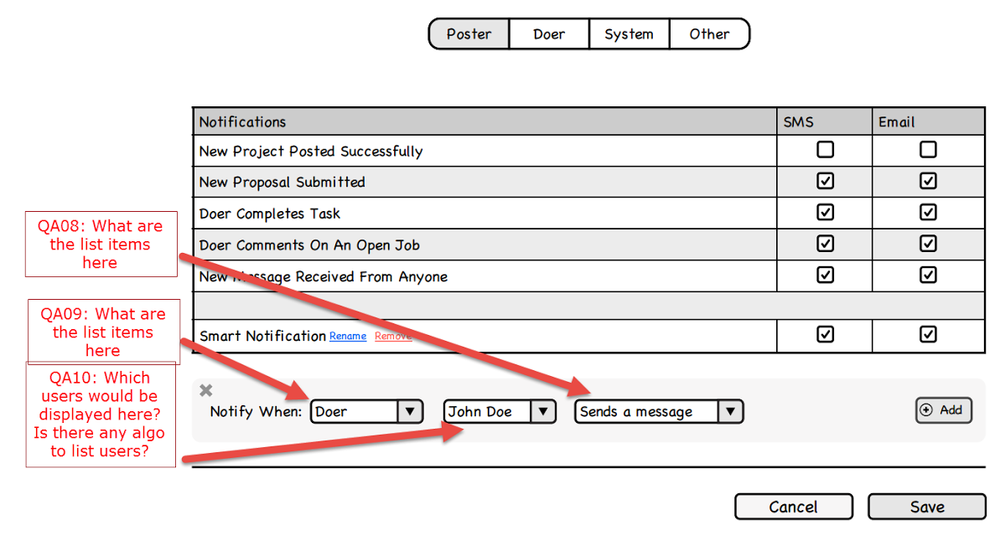 Poster Doer System Other
Notifications SMS Email
New Project Posted Successfully
New Proposal Submitted
Doer Completes Task
Doer Comments On An Open Job
New Message Received From Anyone
Smart Notification Rename Remove
QA08: What are
the list items
here
QA09: What are
the list items
here
QA10: Which
users would be
displayed here?
Is there any algo
to list users?
Notify When: Doer John Doe Sends a message Add
Cancel Save